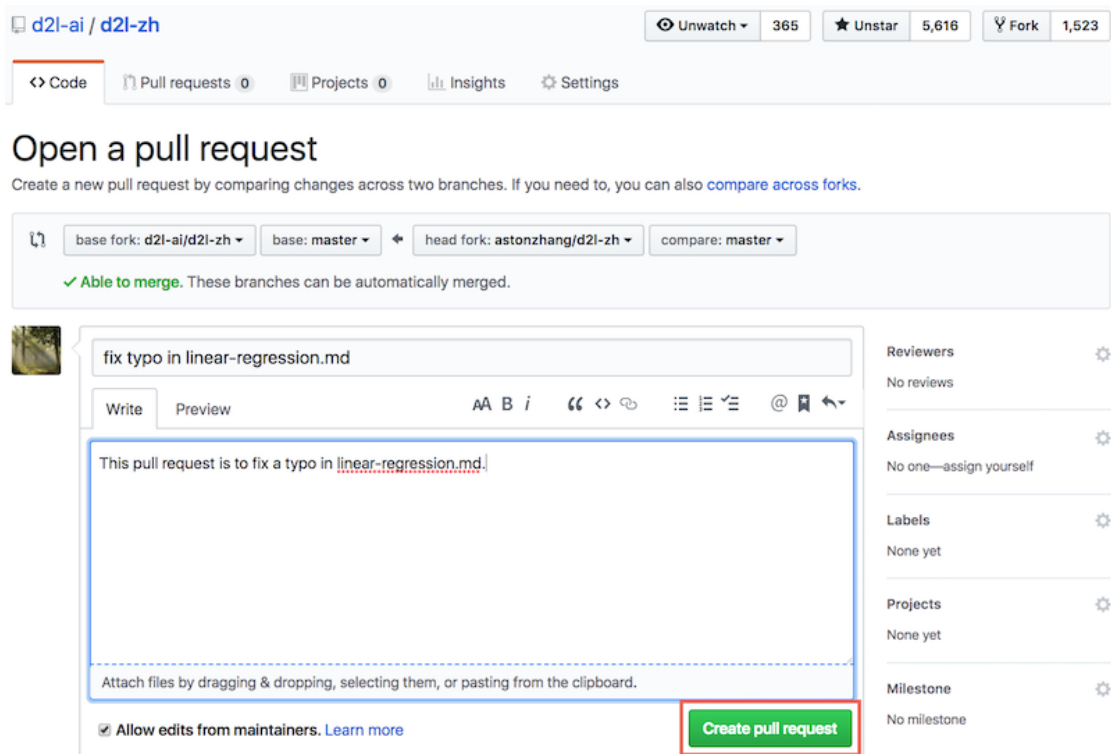 d2l-ai / d2l-zh Unwatch 365 Unstar 5,616 Fork 1,523
Code Pull requests 0 Projects 0 Insights Settings
Open a pull request
Create a new pull request by comparing changes across two branches. If you need to, you can also compare across forks.
base fork: d2l-ai/d2l-zh base: master head fork: astonzhang/d2l-zh compare: master
Able to merge. These branches can be automatically merged.
fix typo in linear-regression.md
Write Preview AA B i @
This pull request is to fix a typo in linear-regression.md.
Attach files by dragging & dropping, selecting them, or pasting from the clipboard.
Allow edits from maintainers. Learn more
Create pull request
Reviewers
No reviews
Assignees
No one—assign yourself
Labels
None yet
Projects
None yet
Milestone
No milestone